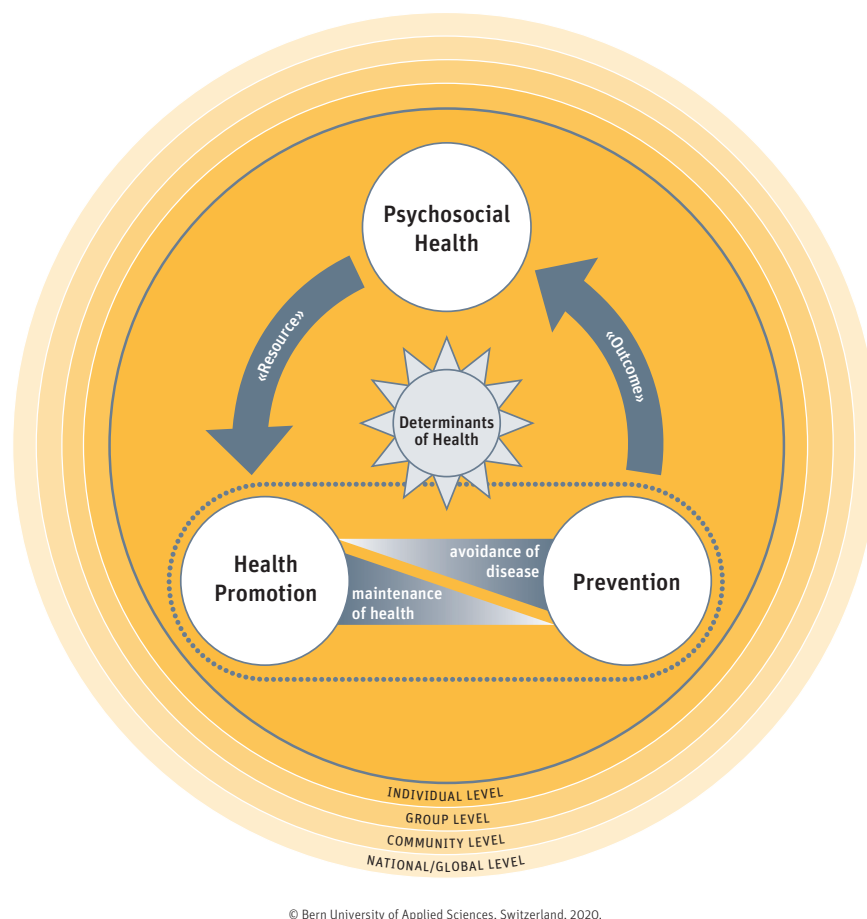 Psychosocial
Health
«Resource»
«Outcome»
Determinants
of Health
Health
Promotion
avoidance of
disease
maintenance
of health
Prevention
INDIVIDUAL LEVEL
GROUP LEVEL
COMMUNITY LEVEL
NATIONAL/GLOBAL LEVEL
© Bern University of Applied Sciences, Switzerland, 2020.